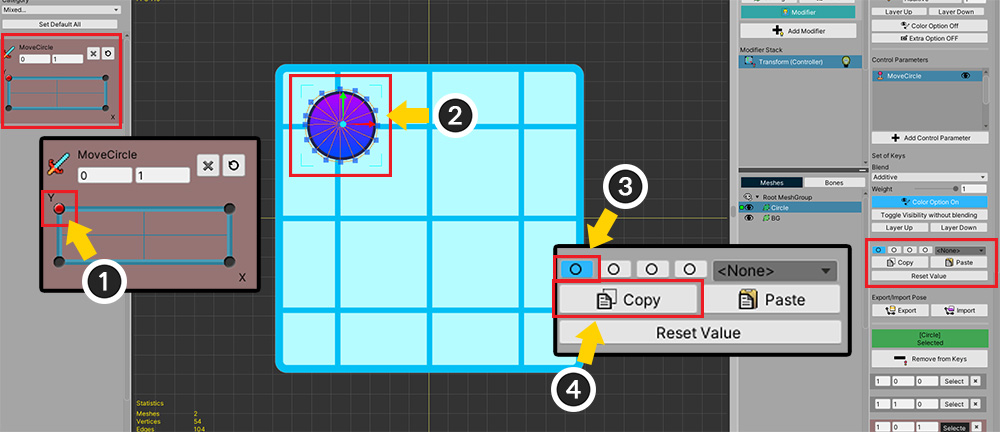 Category
Mixed...
Set Default All
MoveCircle
0 1
X
MoveCircle
0 1
Y
X
1
2
3
4
<None>
Copy Paste
Reset Value
Statistics
Meshes 2
Vertices 54
Edges 104
Modifier
Add Modifier
Modifier Stack
Transform (Controller)
Meshes Bones
Root MeshGroup
Circle
BG
Additive
Layer Up Layer Down
Color Option Off
Extra Option OFF
Control Parameters
MoveCircle
Add Control Parameter
Set of Keys
Blend
Additive
Weight 1
Color Option On
Toggle Visibility without blending
Layer Up Layer Down
<None>
Copy Paste
Reset Value
Export/Import Pose
Export Import
[Circle]
Selected
Remove from Keys
1 0 0 Select
1 1 0 Select
1 0 1 Selecte